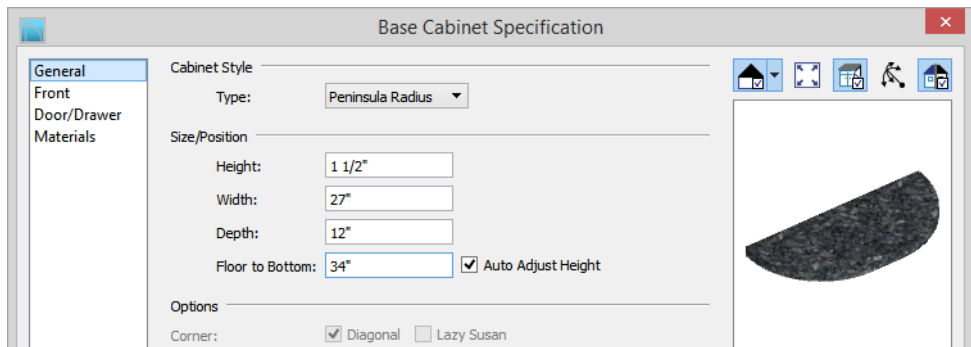 Base Cabinet Specification
General
Front
Door/Drawer
Materials
Cabinet Style
Type: Peninsula Radius
Size/Position
Height: 1 1/2"
Width: 27"
Depth: 12"
Floor to Bottom: 34" Auto Adjust Height
Options
Corner: Diagonal Lazy Susan